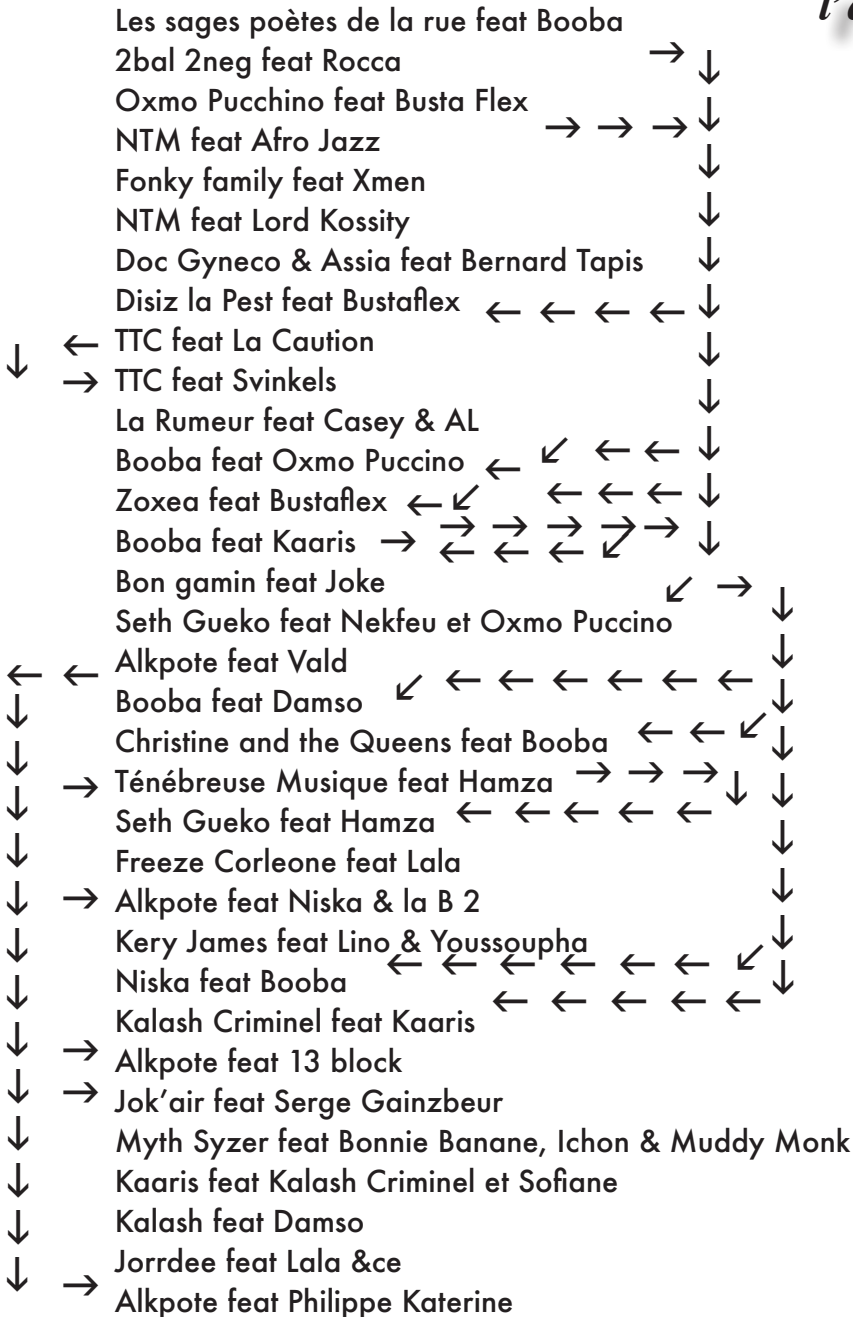 l'
Les sages poètes de la rue feat Booba
2bal 2neg feat Rocca
Oxmo Pucchino feat Busta Flex
NTM feat Afro Jazz
Fonky family feat Xmen
NTM feat Lord Kossity
Doc Gyneco & Assia feat Bernard Tapis
Disiz la Pest feat Bustaflex
TTC feat La Caution
TTC feat Svinkels
La Rumeur feat Casey & AL
Booba feat Oxmo Puccino
Zoxea feat Bustaflex
Booba feat Kaaris
Bon gamin feat Joke
Seth Gueko feat Nekfeu et Oxmo Puccino
Alkpote feat Vald
Booba feat Damso
Christine and the Queens feat Booba
Ténébreuse Musique feat Hamza
Seth Gueko feat Hamza
Freeze Corleone feat Lala
Alkpote feat Niska & la B 2
Kery James feat Lino & Youssoupha
Niska feat Booba
Kalash Criminel feat Kaaris
Alkpote feat 13 block
Jok'air feat Serge Gainzbeur
Myth Syzer feat Bonnie Banane, Ichon & Muddy Monk
Kaaris feat Kalash Criminel et Sofiane
Kalash feat Damso
Jorrdee feat Lala &ce
Alkpote feat Philippe Katerine